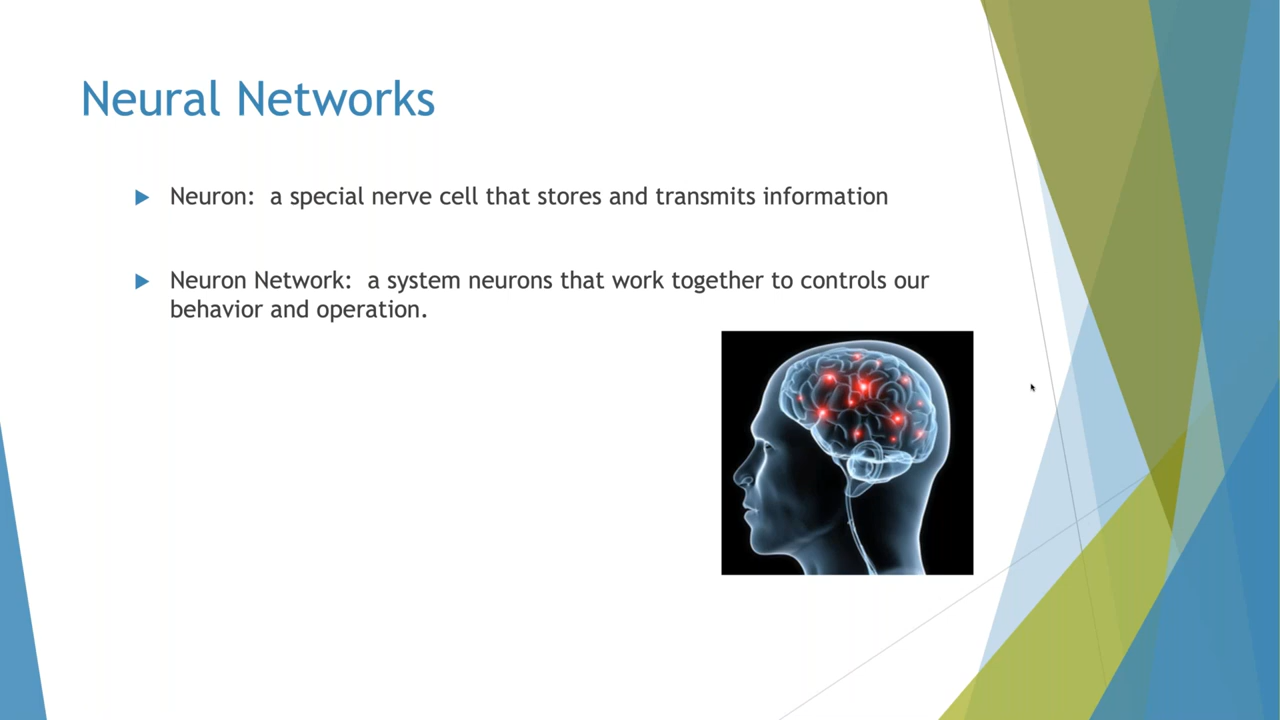 Neural Networks
Neuron:  a special nerve cell that stores and transmits information
Neuron Network:  a system neurons that work together to controls our
behavior and operation.